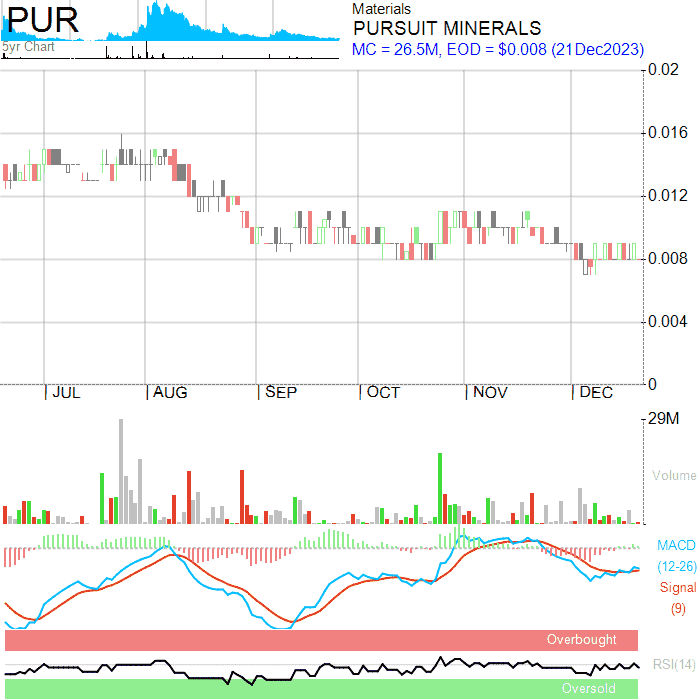 PUR
5yr Chart
Materials
PURSUIT MINERALS
MC = 26.5M, EOD = $0.008 (21Dec2023)
0.02
0.016
0.012
0.008
0.004
0
JUL AUG SEP OCT NOV DEC
29M
Volume
MACD
(12-26)
Signal
(9)
Overbought
RSI(14)
Oversold